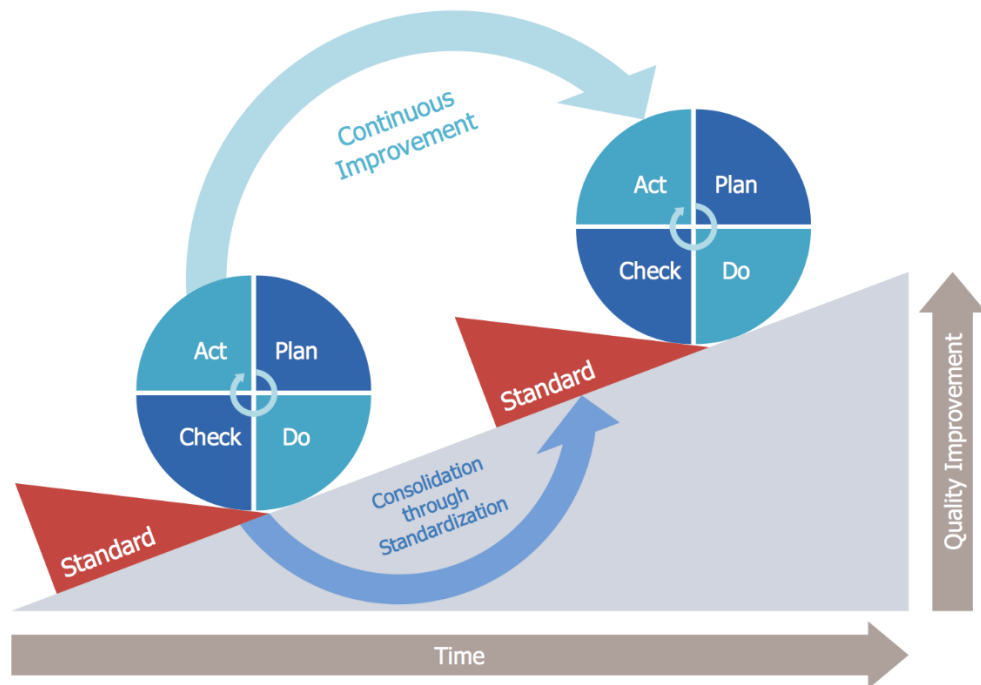 Continuous
Improvement
Act Plan
Check Do
Standard
Act Plan
Check Do
Standard
Consolidation
through
Standardization
Quality Improvement
Time